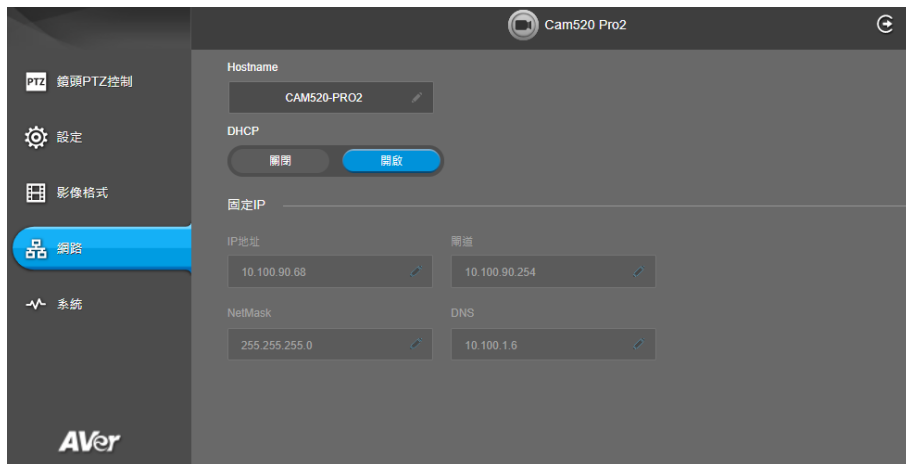 Cam520 Pro2
PTZ 鏡頭PTZ控制
設定
影像格式
網路
系統
AVer
Hostname
CAM520-PRO2
DHCP
關閉 開啟
固定IP
IP地址 閘道
10.100.90.68 10.100.90.254
NetMask DNS
255.255.255.0 10.100.1.6